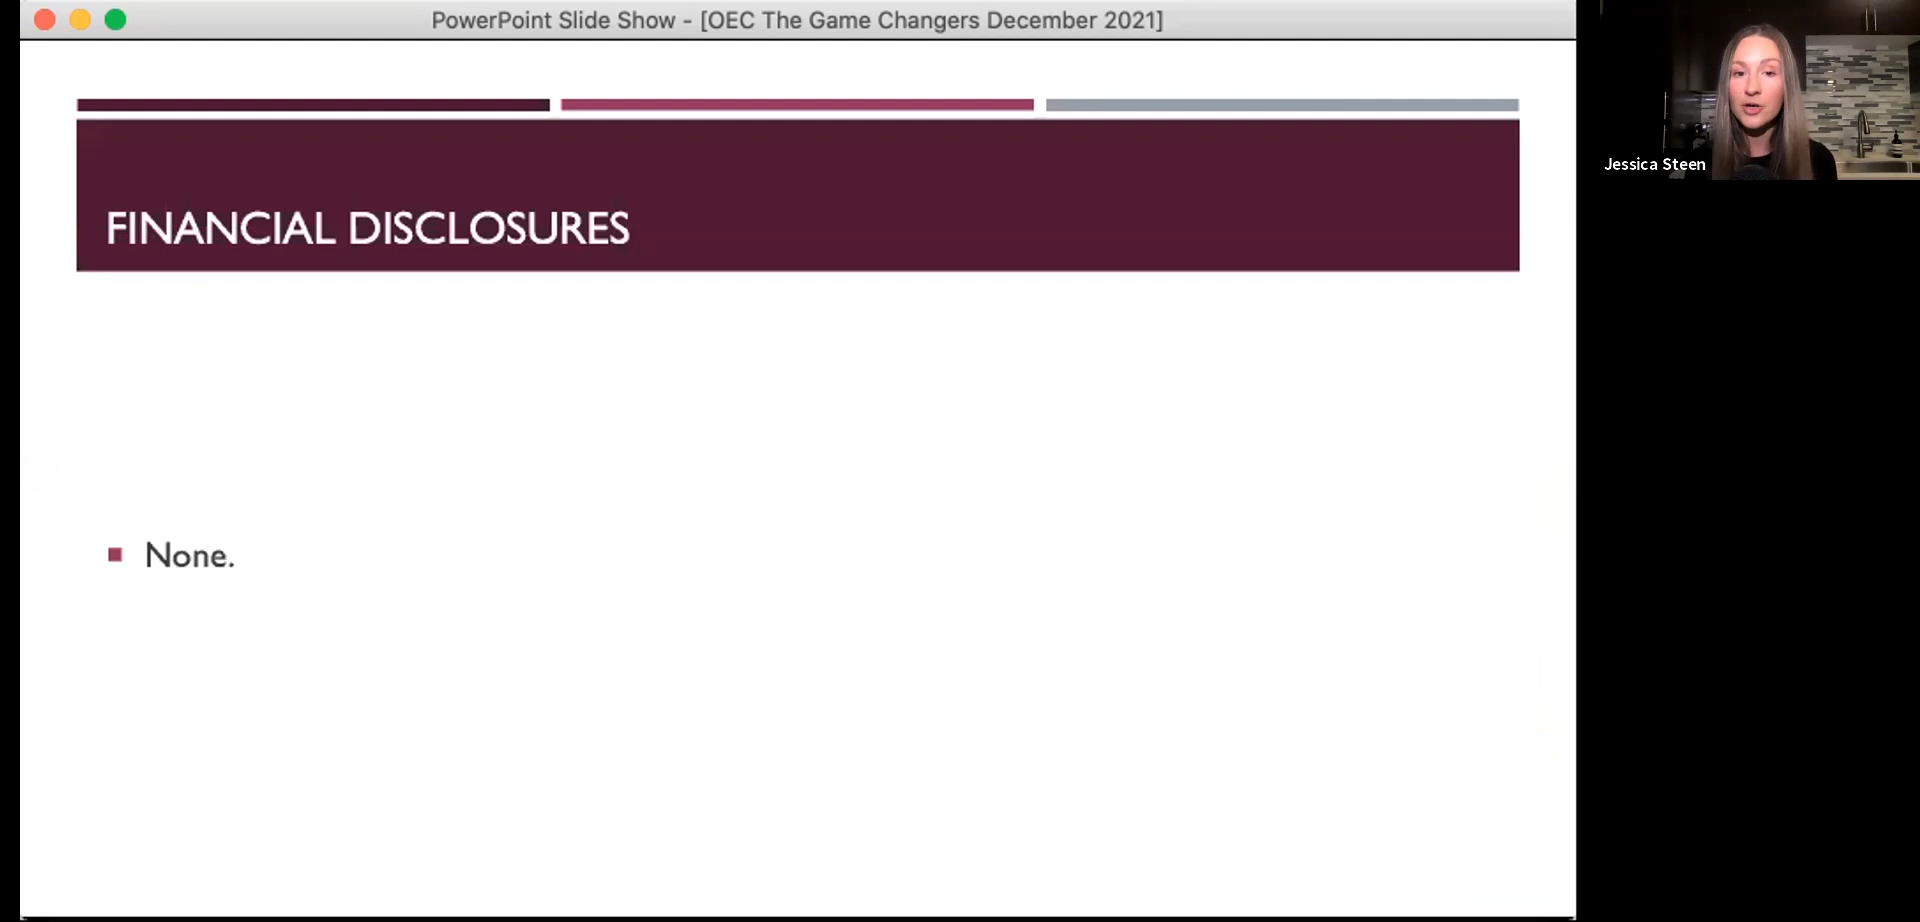 PowerPoint Slide Show - [OEC The Game Changers December 2021]
FINANCIAL DISCLOSURES
None.
Jessica Steen